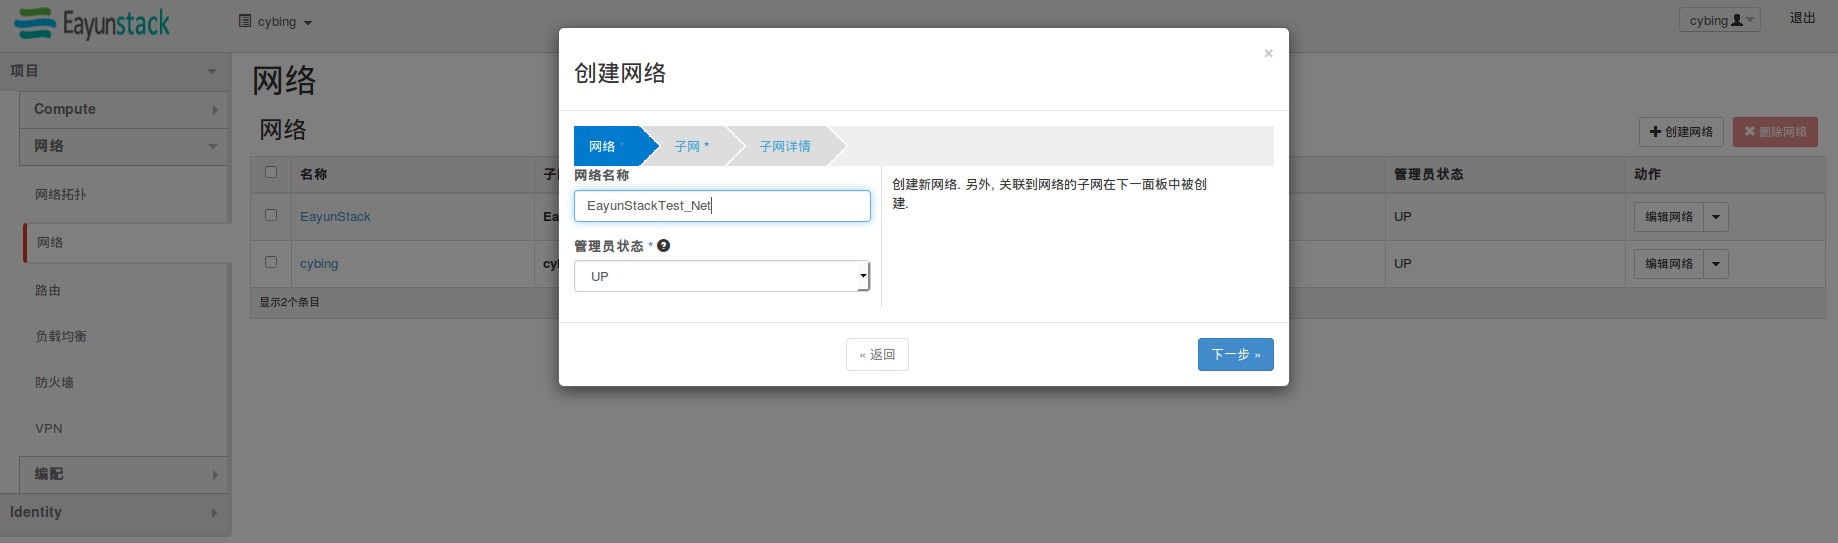 Eayunstack
cybing
cybing
退出
项目
Compute
网络
网络拓扑
网络
路由
负载均衡
防火墙
VPN
编配
Identity
网络
网络
创建网络
删除网络
名称
管理员状态
动作
EayunStack
Ea
UP
编辑网络
cybing
UP
编辑网络
显示2个条目
×
创建网络
网络 *
子网 *
子网详情
网络名称
EayunStackTest_Net
管理员状态 *
UP
创建新网络. 另外, 关联到网络的子网在下一面板中被创
建.
« 返回
下一步 »